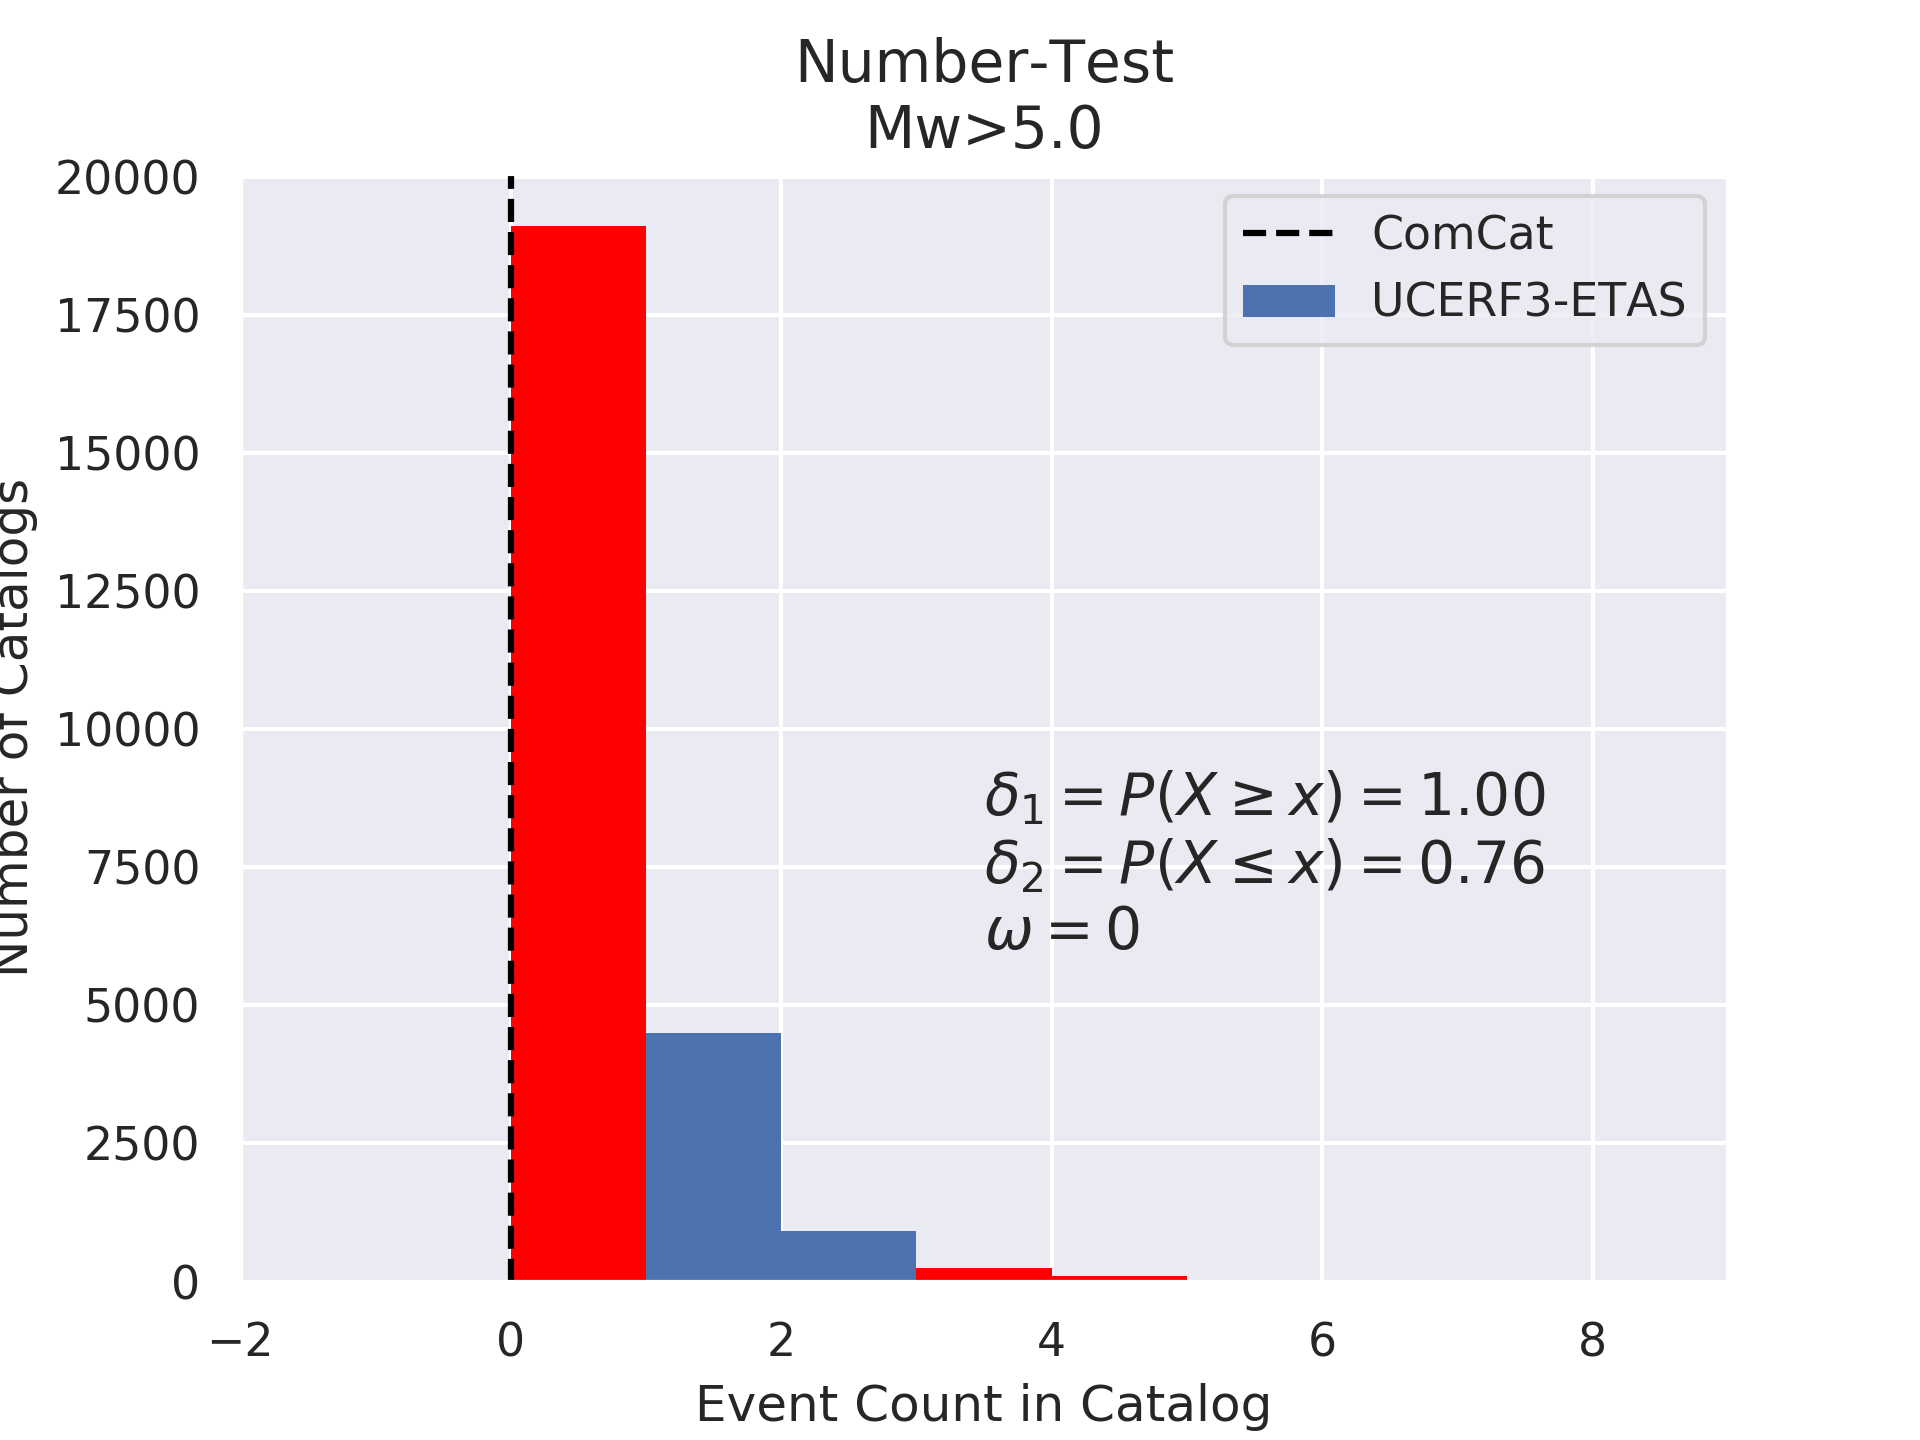 Number-Test
Mw>5.0
20000
17500
15000
12500
10000
7500
5000
2500
0
Number of Catalogs
ComCat
UCERF3-ETAS
δ₁ = P(X ≥ x) = 1.00
δ₂ = P(X ≤ x) = 0.76
ω = 0
−2 0 2 4 6 8
Event Count in Catalog